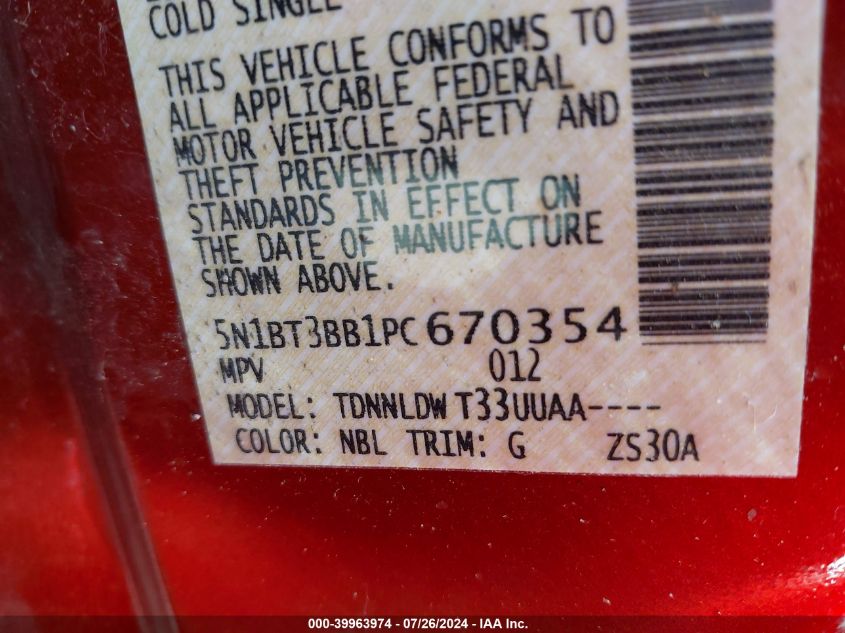 COLD SINGLE
THIS VEHICLE CONFORMS TO
ALL APPLICABLE FEDERAL
MOTOR VEHICLE SAFETY AND
THEFT PREVENTION
STANDARDS IN EFFECT ON
THE DATE OF MANUFACTURE
SHOWN ABOVE.
5N1BT3BB1PC670354
MPV 012
MODEL: TDNNLDW T33UUAA----
COLOR: NBL TRIM: G ZS30A
000-39963974 / 07/26/2024 - IAA Inc.